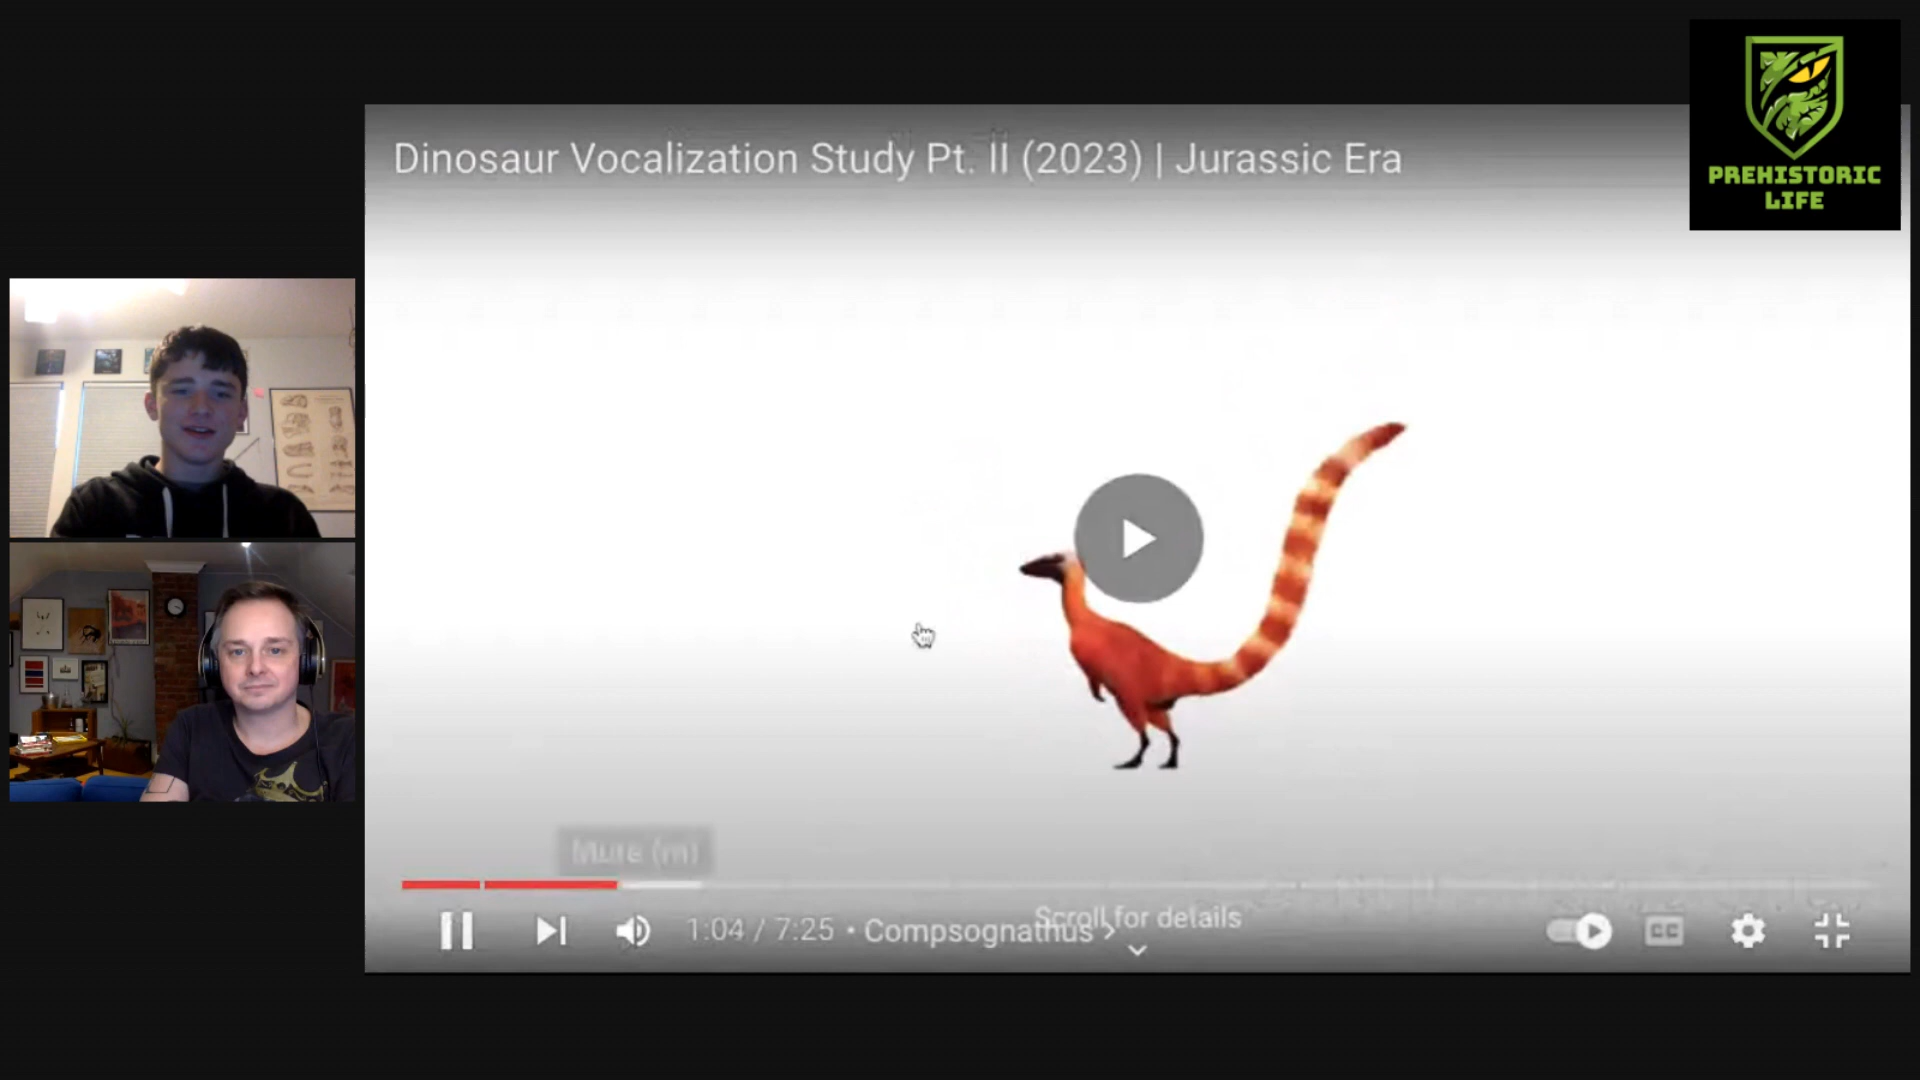 Dinosaur Vocalization Study Pt. II (2023) | Jurassic Era
PREHISTORIC
LIFE
Mute (m)
1:04 / 7:25 • Compsognathus >
Scroll for details
CC